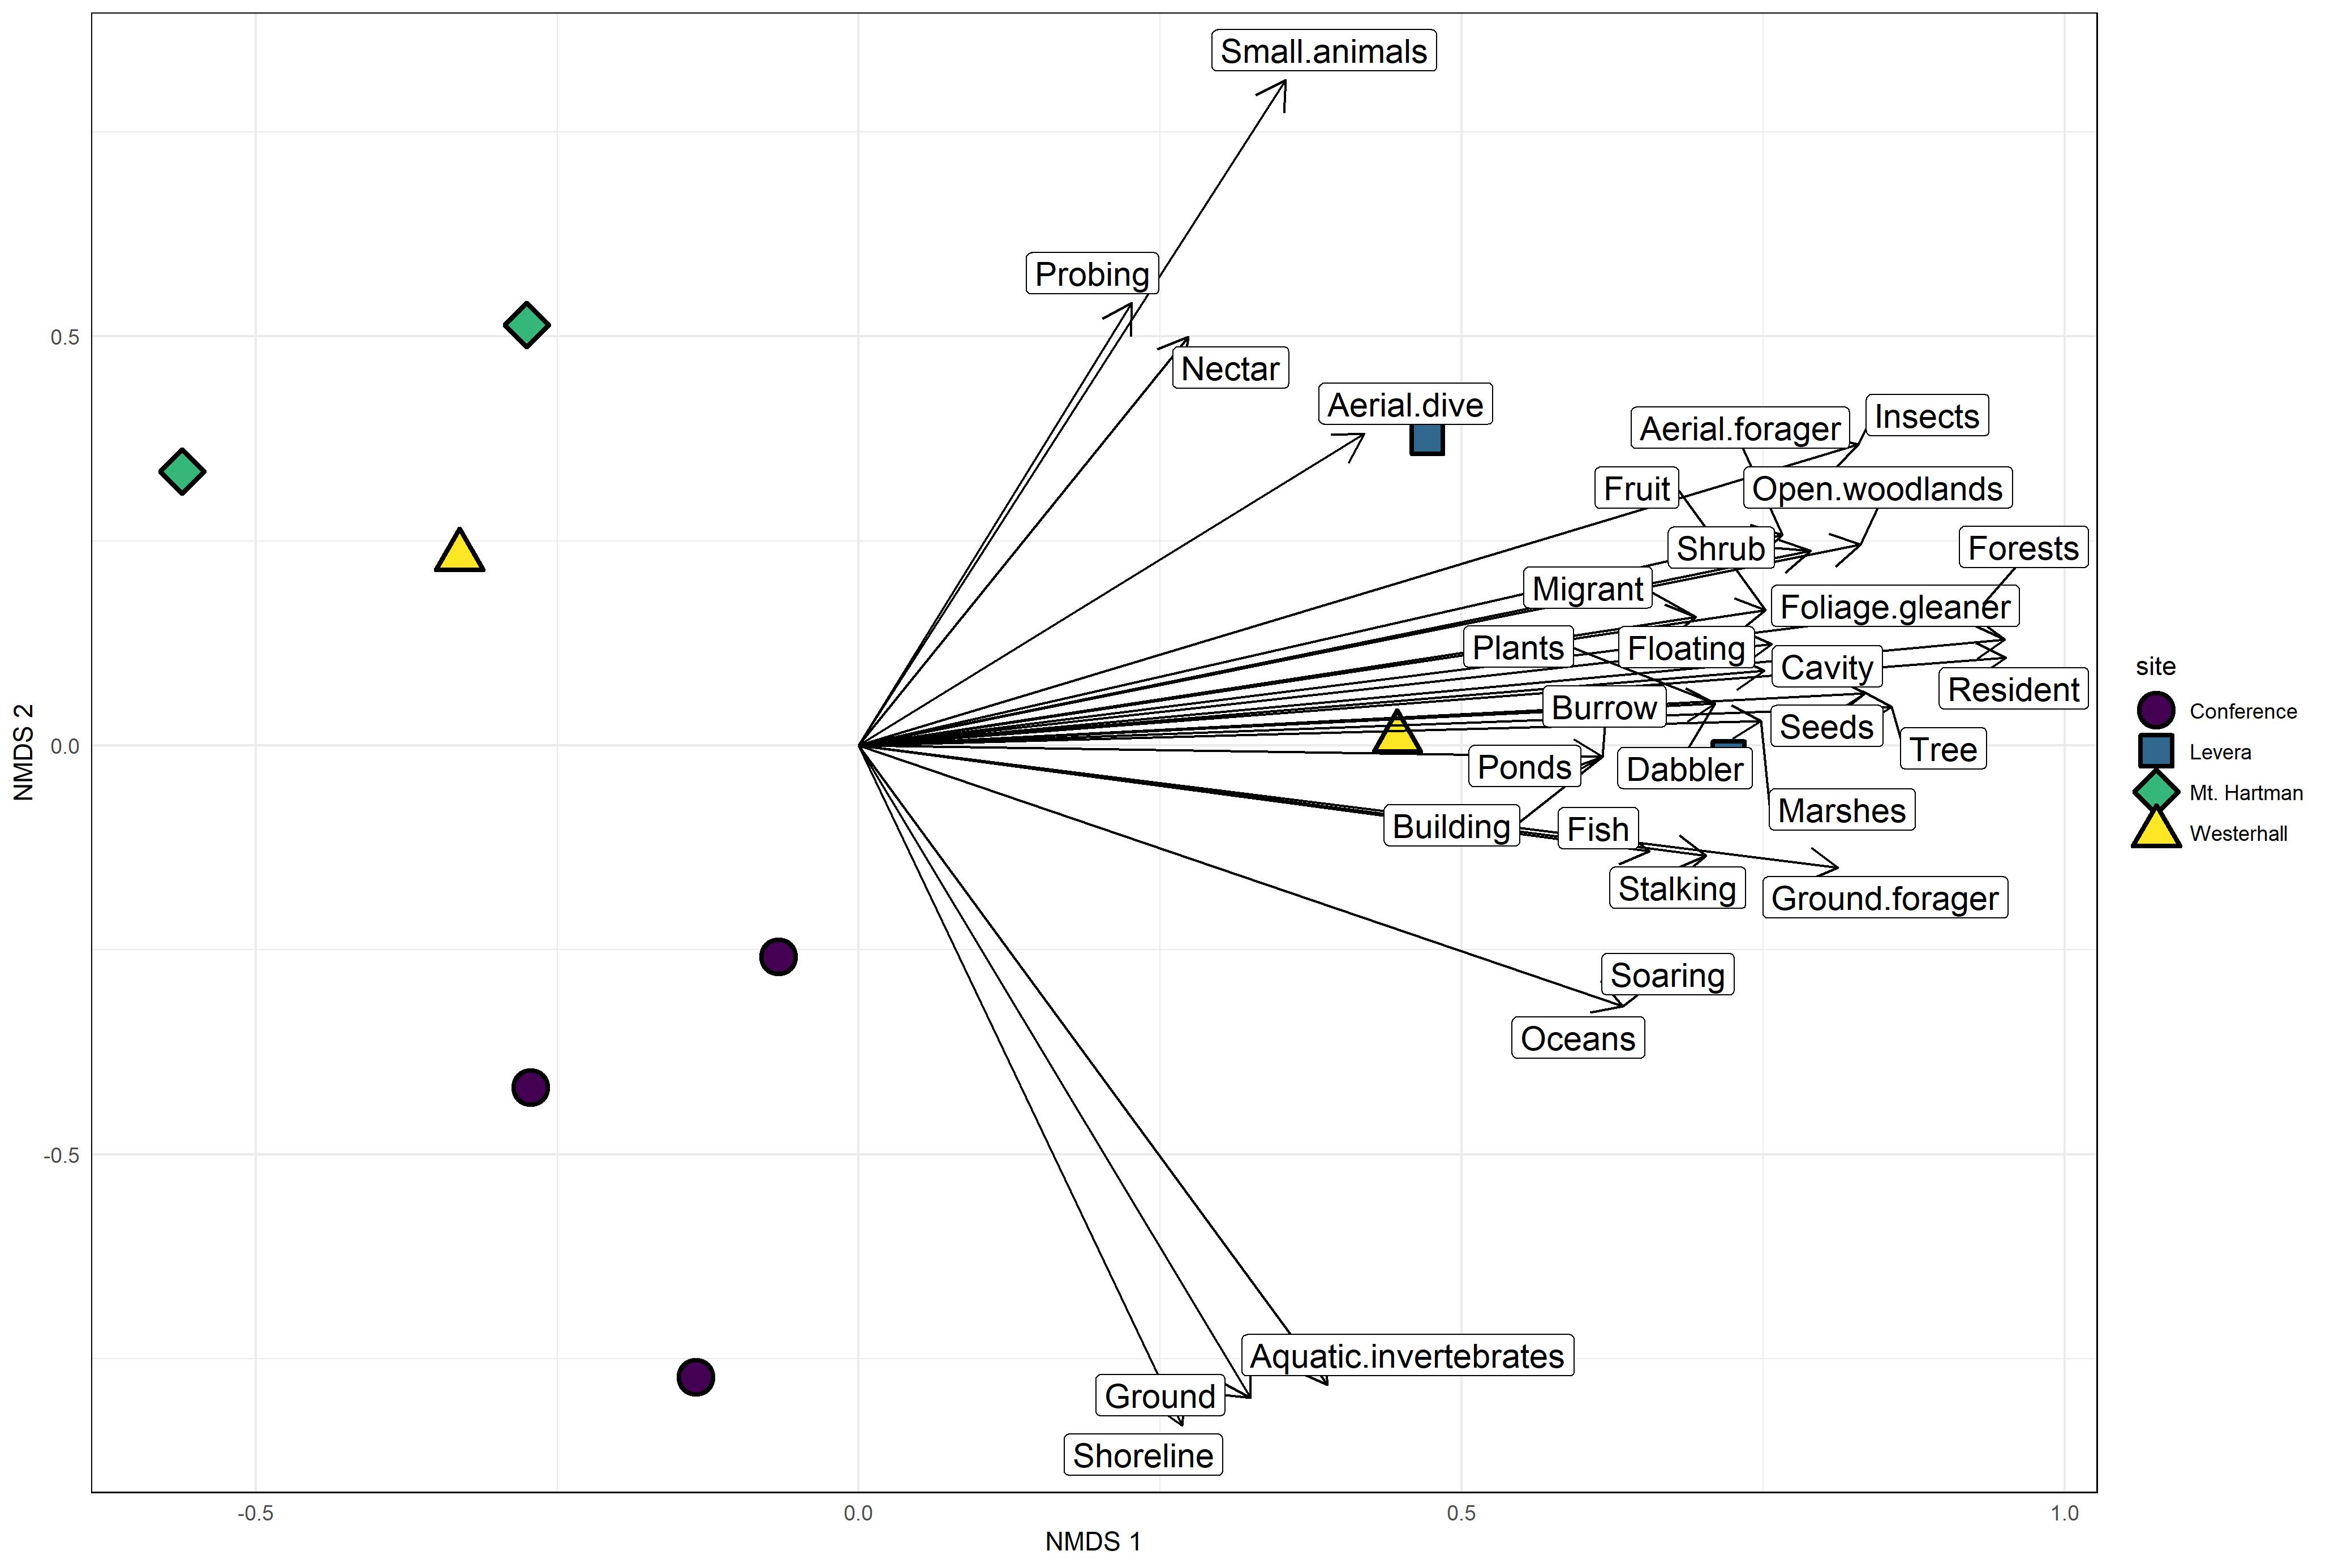 Small.animals
Probing
Nectar
Aerial.dive
Aerial.forager
Insects
Fruit
Open.woodlands
Shrub
Forests
Migrant
Foliage.gleaner
Plants
Floating
Cavity
Resident
Burrow
Seeds
Tree
Ponds
Dabbler
Marshes
Building
Fish
Stalking
Ground.forager
Soaring
Oceans
Aquatic.invertebrates
Ground
Shoreline
0.5
0.0
-0.5
NMDS 2
-0.5
0.0
0.5
1.0
NMDS 1
site
Conference
Levera
Mt. Hartman
Westerhall